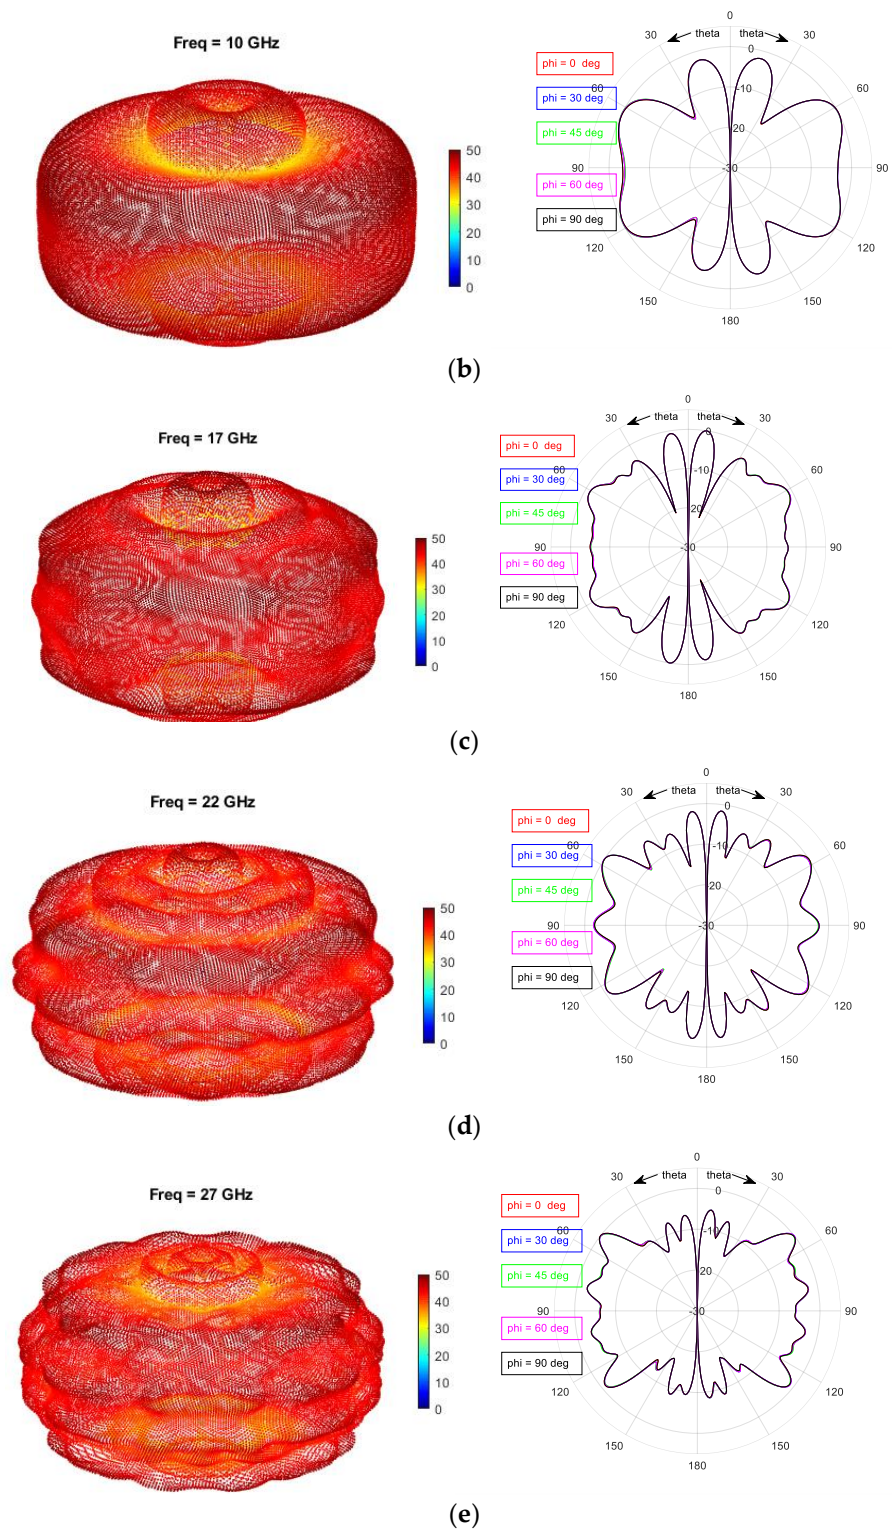 Freq = 10 GHz
50
40
30
20
10
0
0
30
theta
theta
30
0
phi = 0 deg
60
-10
60
phi = 30 deg
phi = 45 deg
20
90
-30
90
phi = 60 deg
phi = 90 deg
120
120
150
150
180
(b)
Freq = 17 GHz
50
40
30
20
10
0
0
30
theta
theta
30
0
phi = 0 deg
60
-10
60
phi = 30 deg
phi = 45 deg
20
90
-30
90
phi = 60 deg
phi = 90 deg
120
120
150
150
180
(c)
Freq = 22 GHz
50
40
30
20
10
0
0
30
theta
theta
30
0
phi = 0 deg
60
-10
60
phi = 30 deg
phi = 45 deg
20
90
-30
90
phi = 60 deg
phi = 90 deg
120
120
150
150
180
(d)
Freq = 27 GHz
50
40
30
20
10
0
0
30
theta
theta
30
0
phi = 0 deg
60
-10
60
phi = 30 deg
phi = 45 deg
20
90
-30
90
phi = 60 deg
phi = 90 deg
120
120
150
150
180
(e)